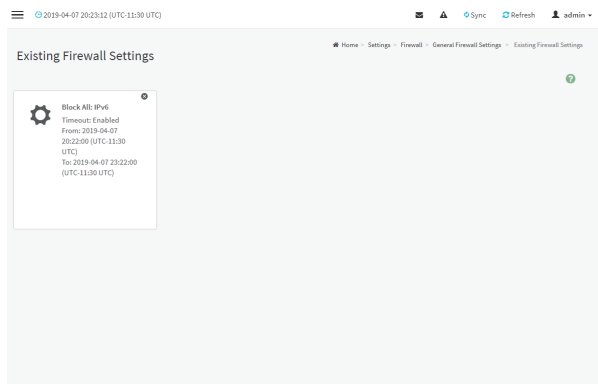 2019-04-07 20:23:12 (UTC-11:30 UTC)
Sync
Refresh
admin
Existing Firewall Settings
Home > Settings > Firewall > General Firewall Settings > Existing Firewall Settings
Block All: IPv6
Timeout: Enabled
From: 2019-04-07
20:22:00 (UTC-11:30
UTC)
To: 2019-04-07 23:22:00
(UTC-11:30 UTC)